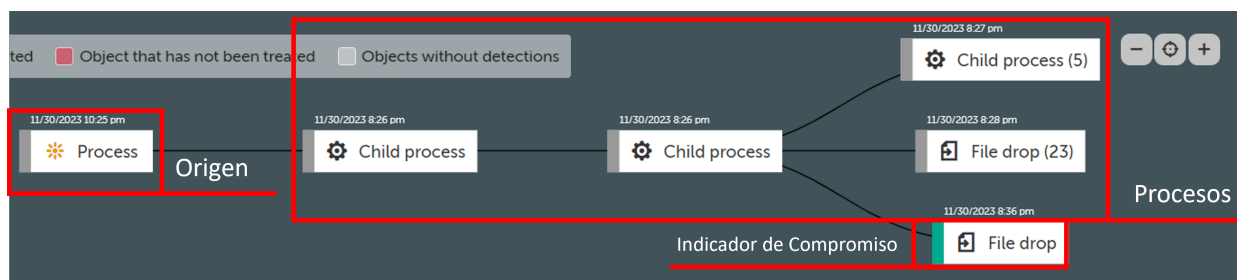 11/30/2023 8:27 pm
ted Object that has not been treated Objects without detections
Child process (5)
11/30/2023 10:25 pm
11/30/2023 8:26 pm
11/30/2023 8:26 pm
11/30/2023 8:28 pm
Process
Child process
Child process
File drop (23)
Origen
Procesos
11/30/2023 8:36 pm
Indicador de Compromiso
File drop